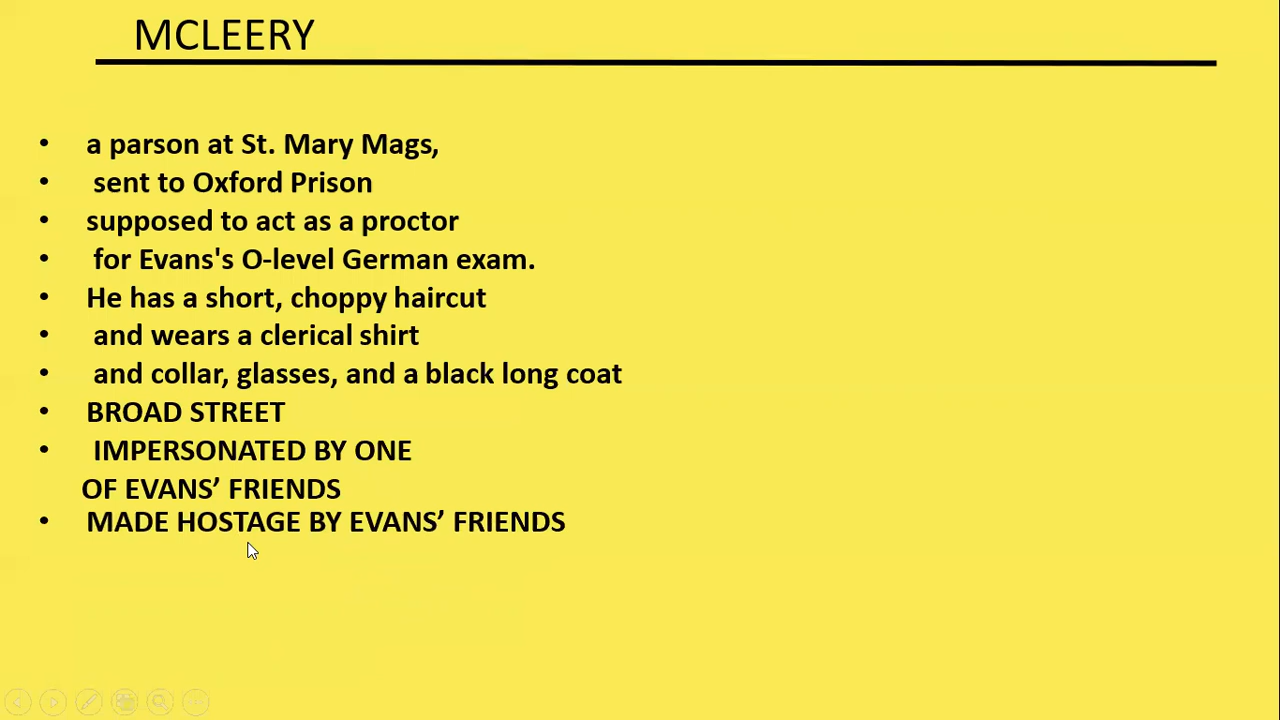 MCLEERY
• a parson at St. Mary Mags,
• sent to Oxford Prison
• supposed to act as a proctor
• for Evans's O-level German exam.
• He has a short, choppy haircut
• and wears a clerical shirt
• and collar, glasses, and a black long coat
• BROAD STREET
• IMPERSONATED BY ONE
OF EVANS’ FRIENDS
• MADE HOSTAGE BY EVANS’ FRIENDS